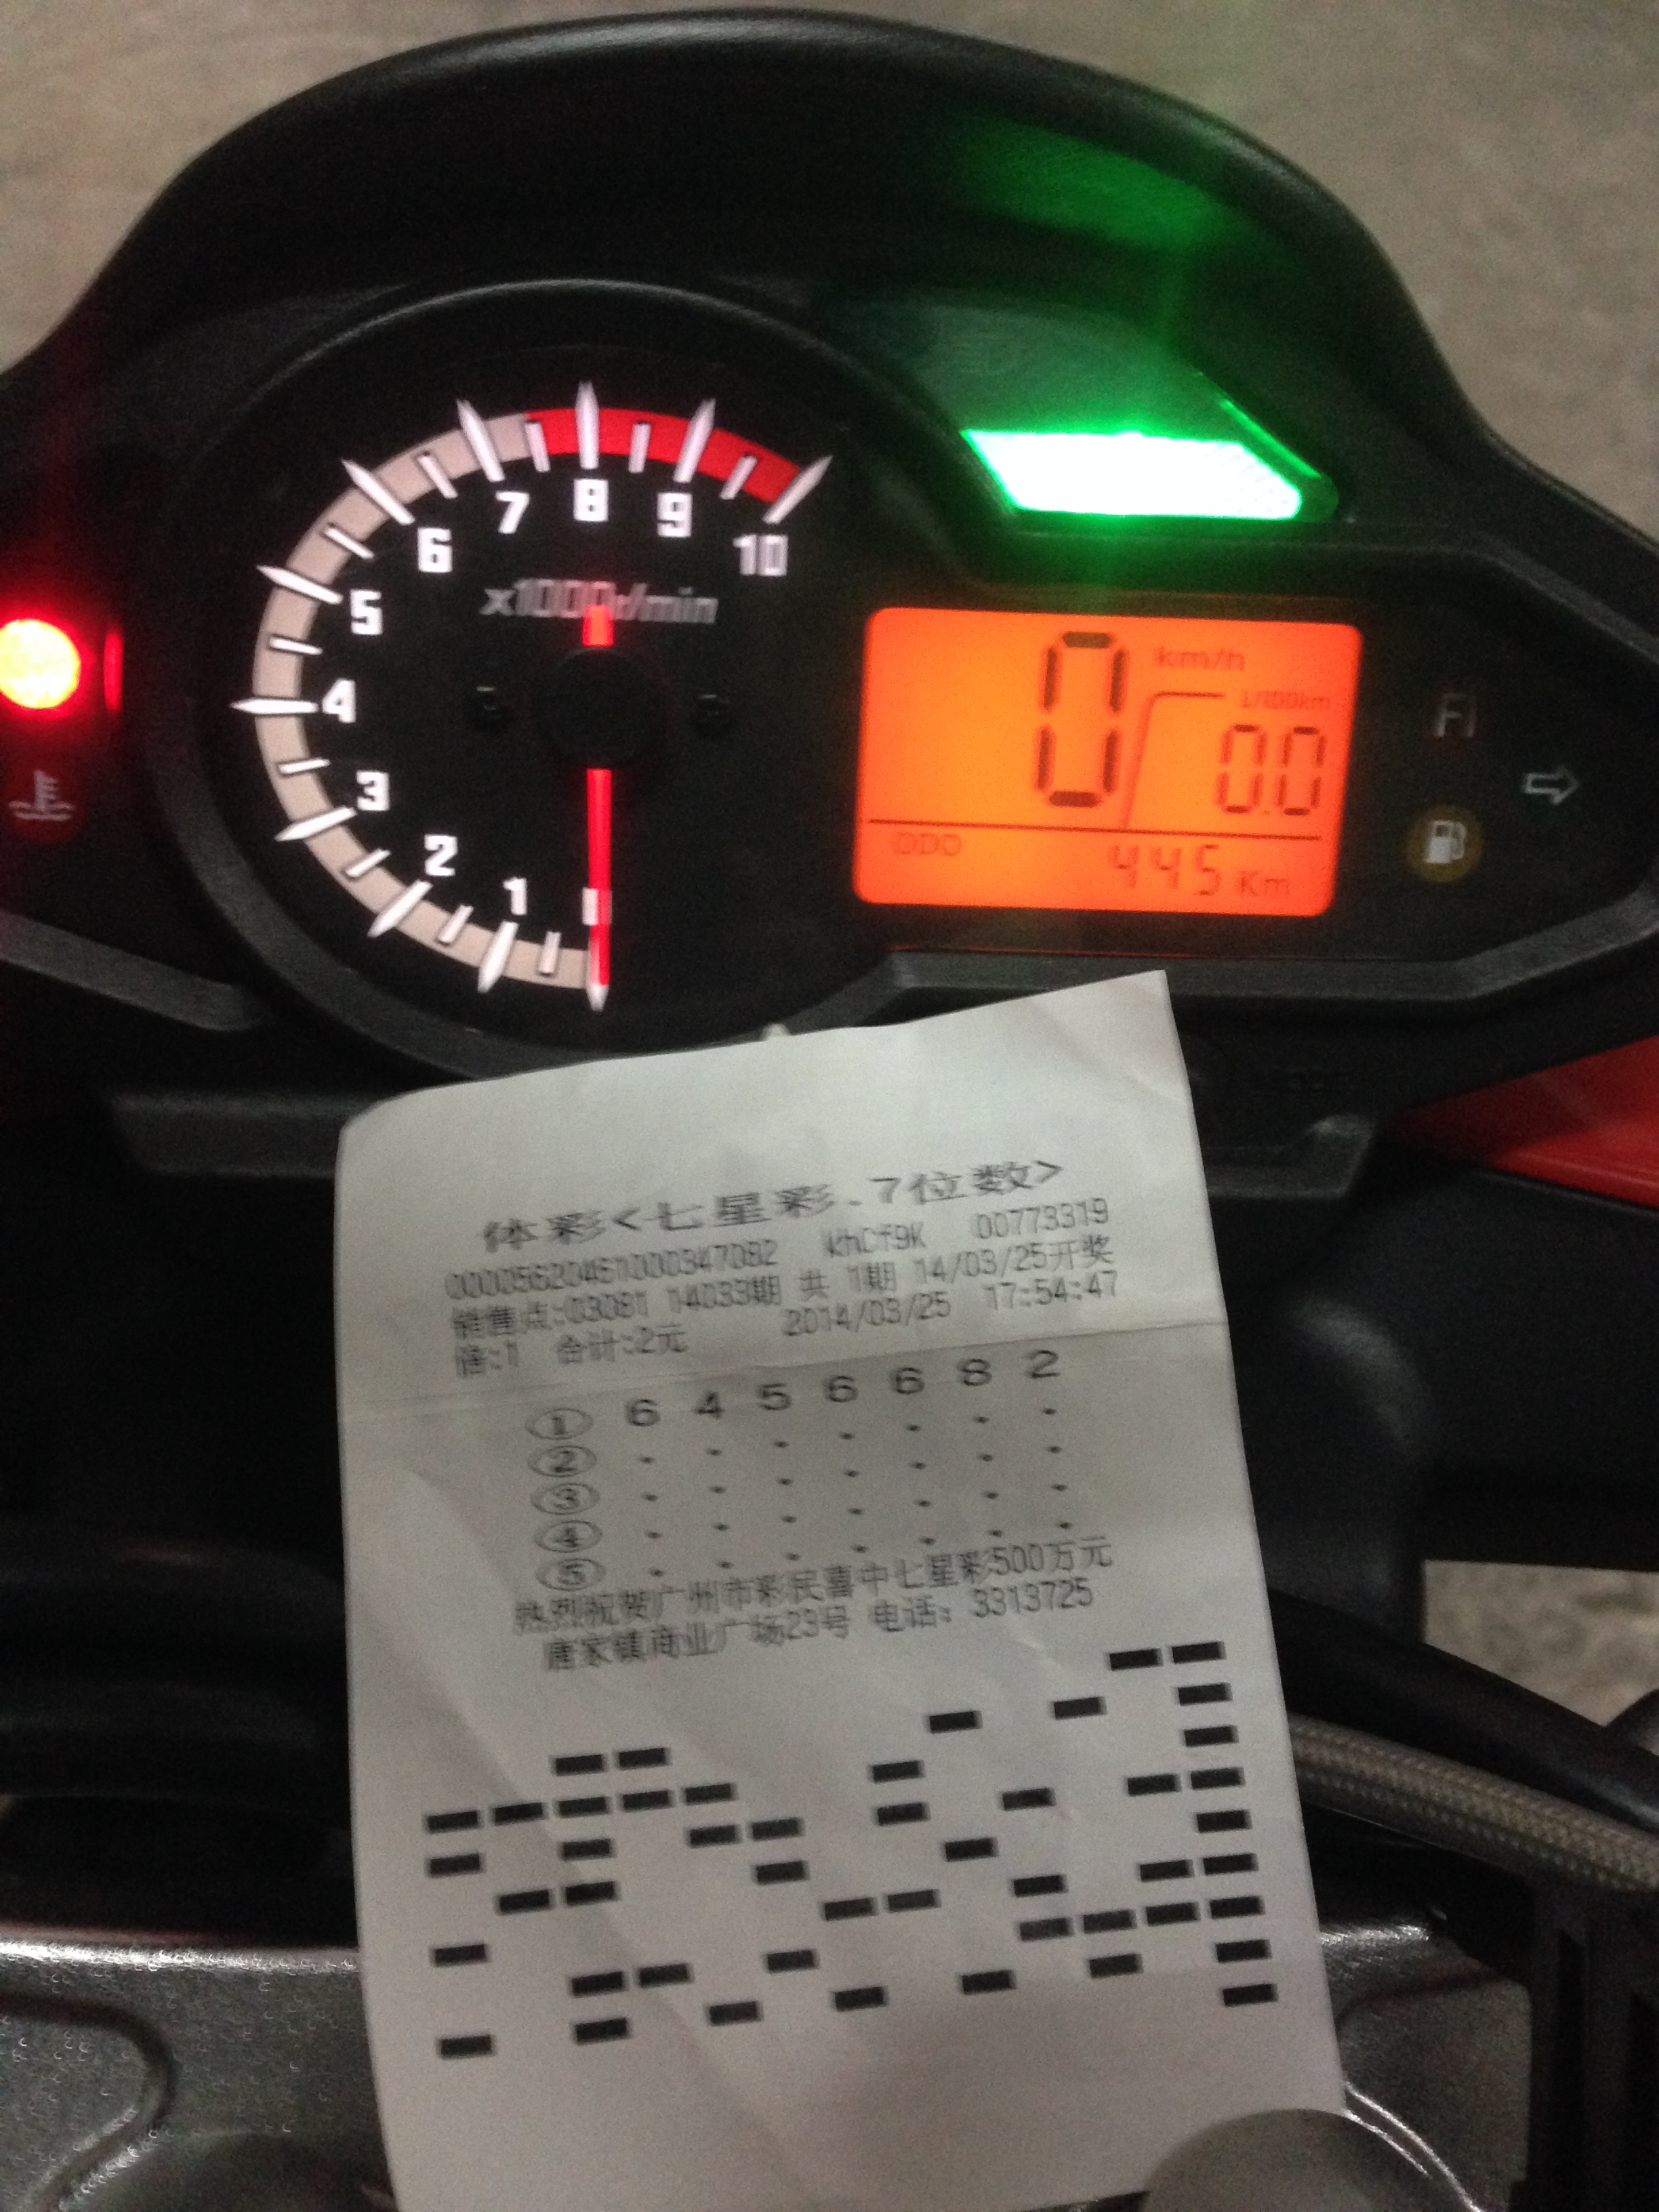 10
9
8
7
6
5
4
3
2
1
0
x1000r/min
0 km/h
L/100km
0.0
ODO 445 Km
FI
体彩<七星彩.7位数>
00005620461000347082 khCf9K 00773319
销售点:03081 14033期 共 1期 14/03/25开奖
倍:1 合计:2元 2014/03/25 17:54:47
① 6 4 5 6 6 8 2
② - - - - - - -
③ - - - - - - -
④ - - - - - - -
⑤ - - - - - - -
热烈祝贺广州市彩民喜中七星彩500万元
唐家镇商业广场23号 电话: 3313725